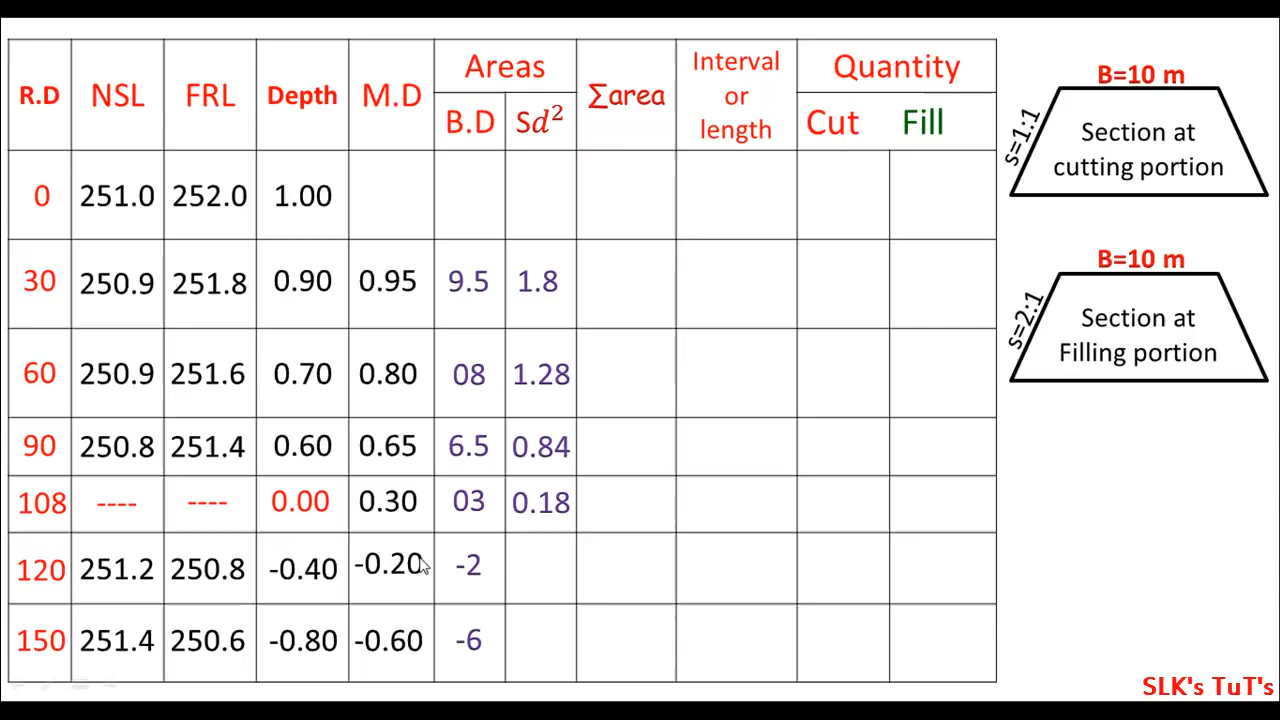 R.D NSL FRL Depth M.D Areas ∑area Interval or length Quantity
B.D Sd² Cut Fill
0 251.0 252.0 1.00
30 250.9 251.8 0.90 0.95 9.5 1.8
60 250.9 251.6 0.70 0.80 08 1.28
90 250.8 251.4 0.60 0.65 6.5 0.84
108 ---- ---- 0.00 0.30 03 0.18
120 251.2 250.8 -0.40 -0.20 -2
150 251.4 250.6 -0.80 -0.60 -6
B=10 m
s=1:1
Section at
cutting portion
B=10 m
s=2:1
Section at
Filling portion
SLK's TuT's